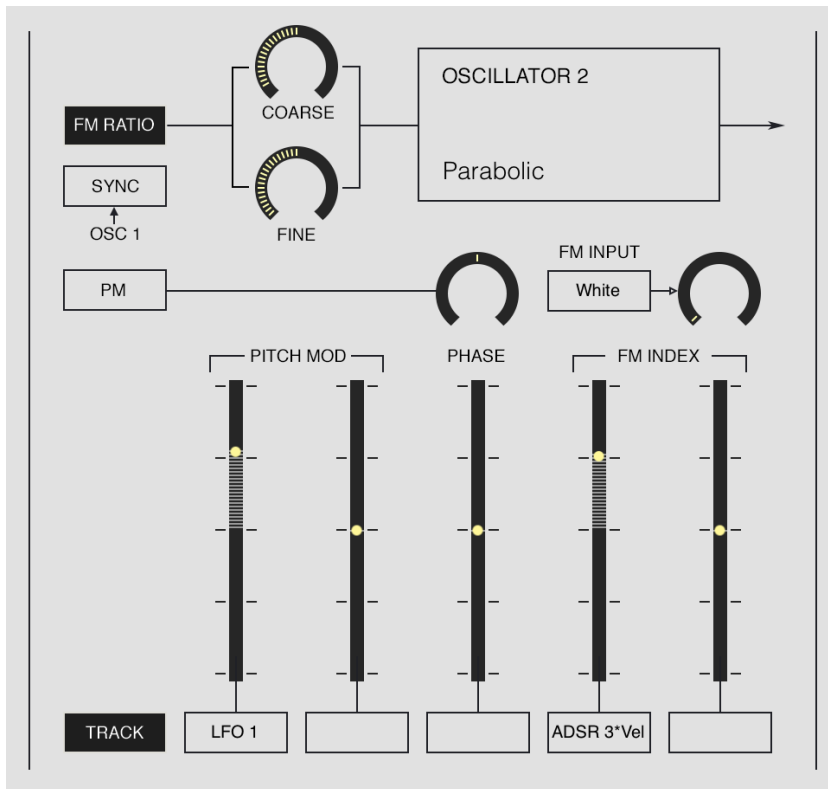 OSCILLATOR 2
COARSE
FM RATIO
Parabolic
SYNC
OSC 1
FINE
FM INPUT
PM
White
PITCH MOD
PHASE
FM INDEX
TRACK
LFO 1
ADSR 3*Vel